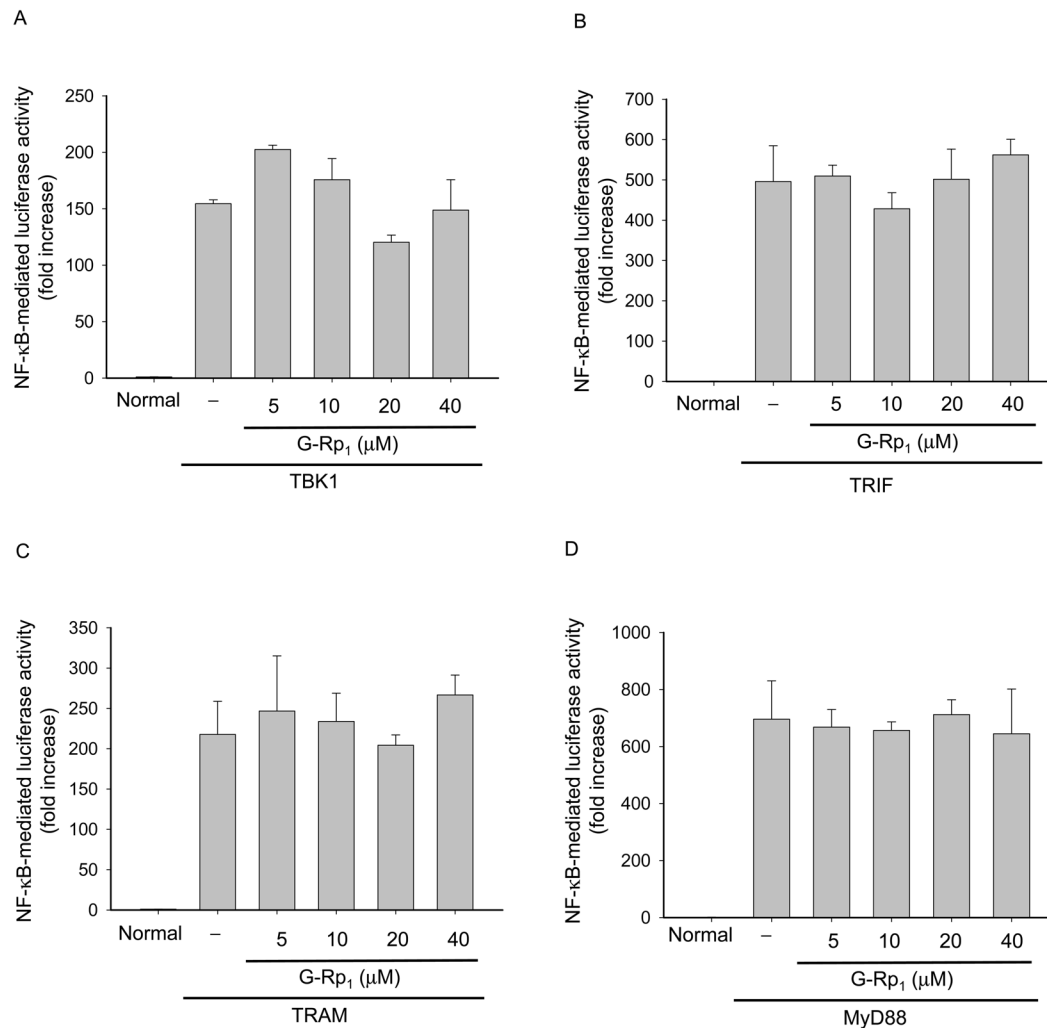 A
NF-κB-mediated luciferase activity
(fold increase)
250
200
150
100
50
0
Normal – 5 10 20 40
G-Rp₁ (μM)
TBK1
B
NF-κB-mediated luciferase activity
(fold increase)
700
600
500
400
300
200
100
0
Normal – 5 10 20 40
G-Rp₁ (μM)
TRIF
C
NF-κB-mediated luciferase activity
(fold increase)
350
300
250
200
150
100
50
0
Normal – 5 10 20 40
G-Rp₁ (μM)
TRAM
D
NF-κB-mediated luciferase activity
(fold increase)
1000
800
600
400
200
0
Normal – 5 10 20 40
G-Rp₁ (μM)
MyD88